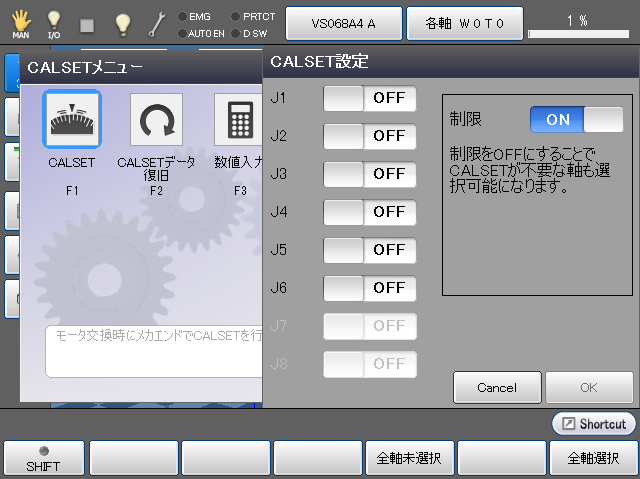 MAN
I/O
EMG
AUTO EN
PRTCT
D SW
VS068A4 A
各軸 W0T0
1 %
CALSETメニュー
CALSET
F1
CALSETデータ
復旧
F2
数値入力
F3
モータ交換時にメカエンドでCALSETを行
CALSET設定
J1 OFF
J2 OFF
J3 OFF
J4 OFF
J5 OFF
J6 OFF
J7 OFF
J8 OFF
制限 ON
制限をOFFにすることで
CALSETが不要な軸も選
択可能になります。
Cancel
OK
Shortcut
SHIFT
全軸未選択
全軸選択